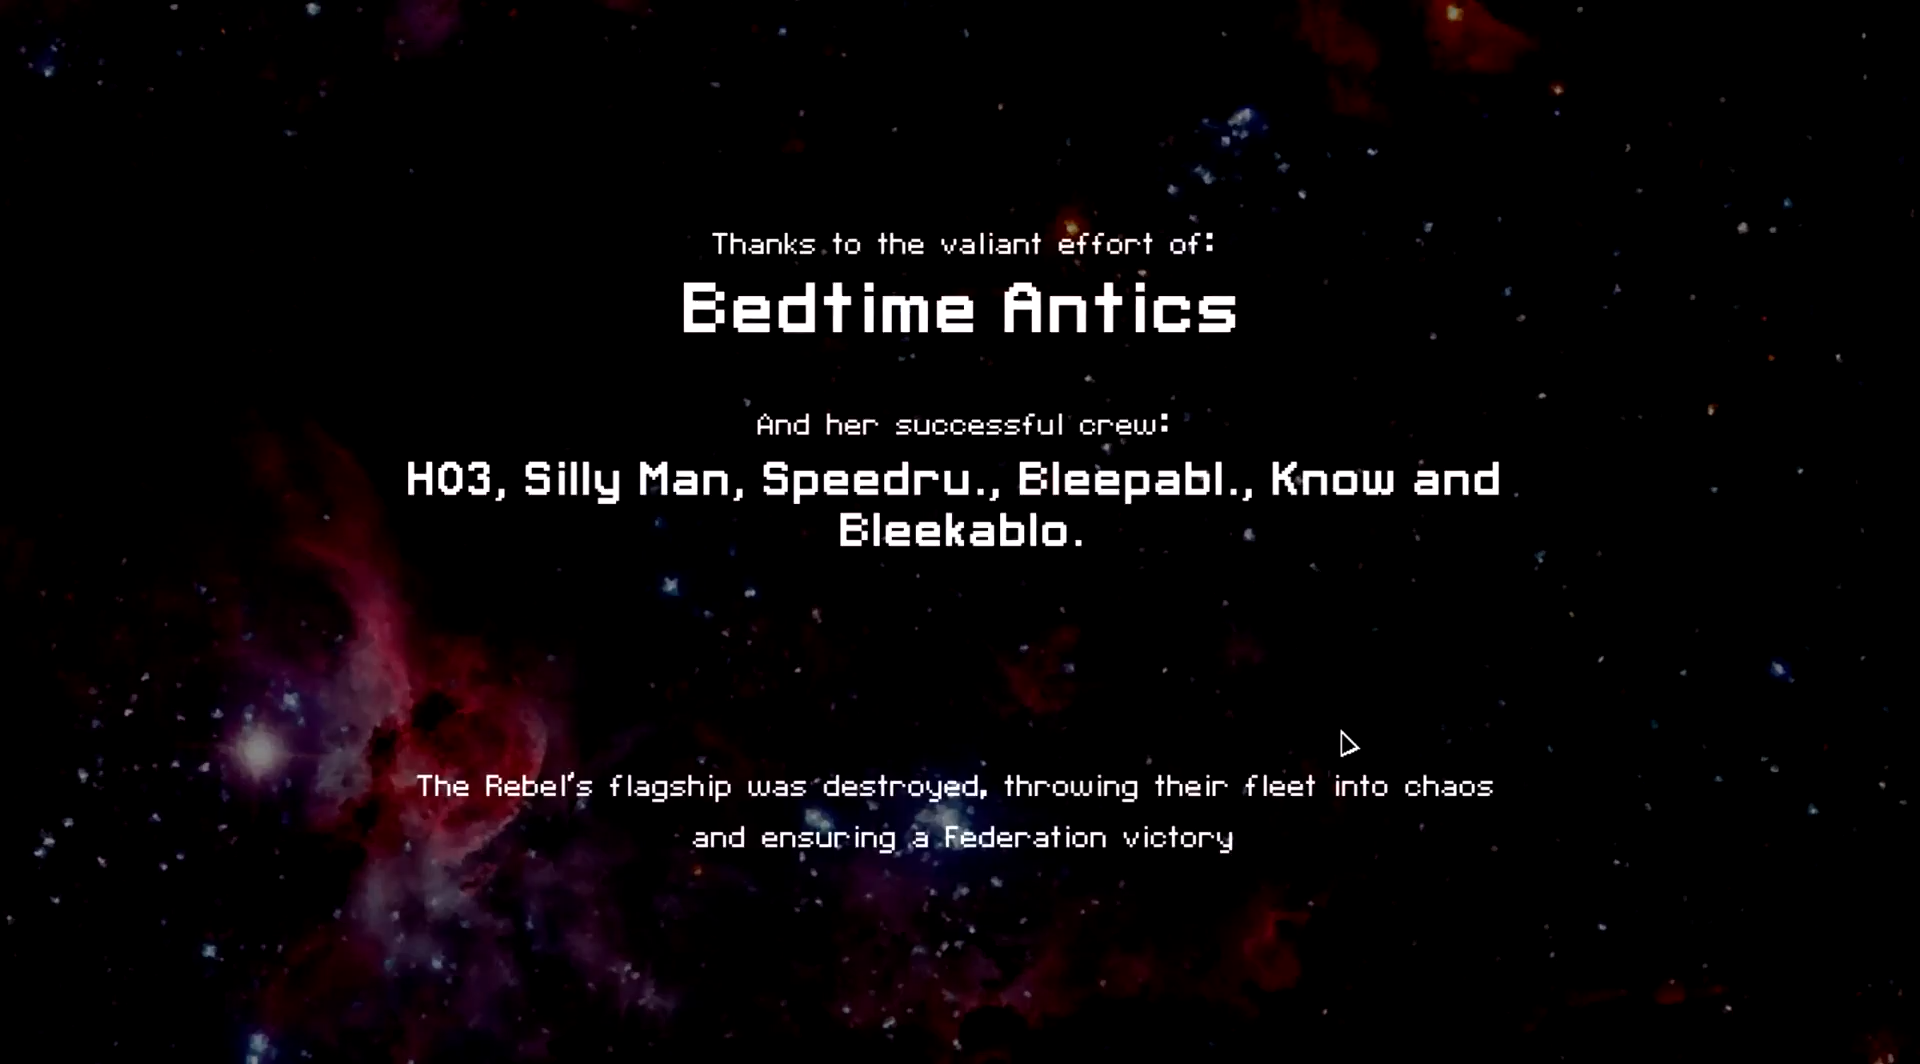 Thanks to the valiant effort of:
Bedtime Antics
And her successful crew:
H03, Silly Man, Speedru., Bleepabl., Know and
Bleekablo.
The Rebel's flagship was destroyed, throwing their fleet into chaos
and ensuring a Federation victory